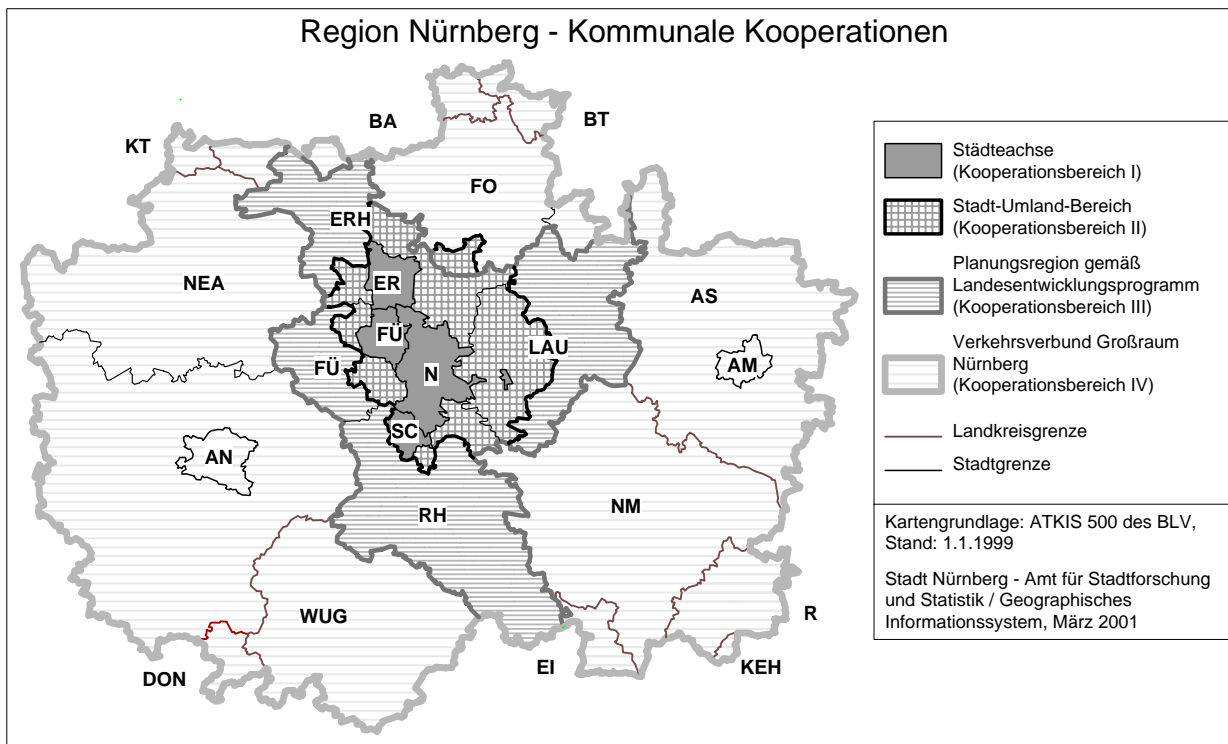 Region Nürnberg - Kommunale Kooperationen
BA
BT
KT
FO
ERH
NEA
ER
AS
FÜ
LAU
FÜ
N
AM
SC
AN
RH
NM
WUG
R
EI
KEH
DON
Städteachse
(Kooperationsbereich I)
Stadt-Umland-Bereich
(Kooperationsbereich II)
Planungsregion gemäß
Landesentwicklungsprogramm
(Kooperationsbereich III)
Verkehrsverbund Großraum
Nürnberg
(Kooperationsbereich IV)
Landkreisgrenze
Stadtgrenze
Kartengrundlage: ATKIS 500 des BLV,
Stand: 1.1.1999
Stadt Nürnberg - Amt für Stadtforschung
und Statistik / Geographisches
Informationssystem, März 2001